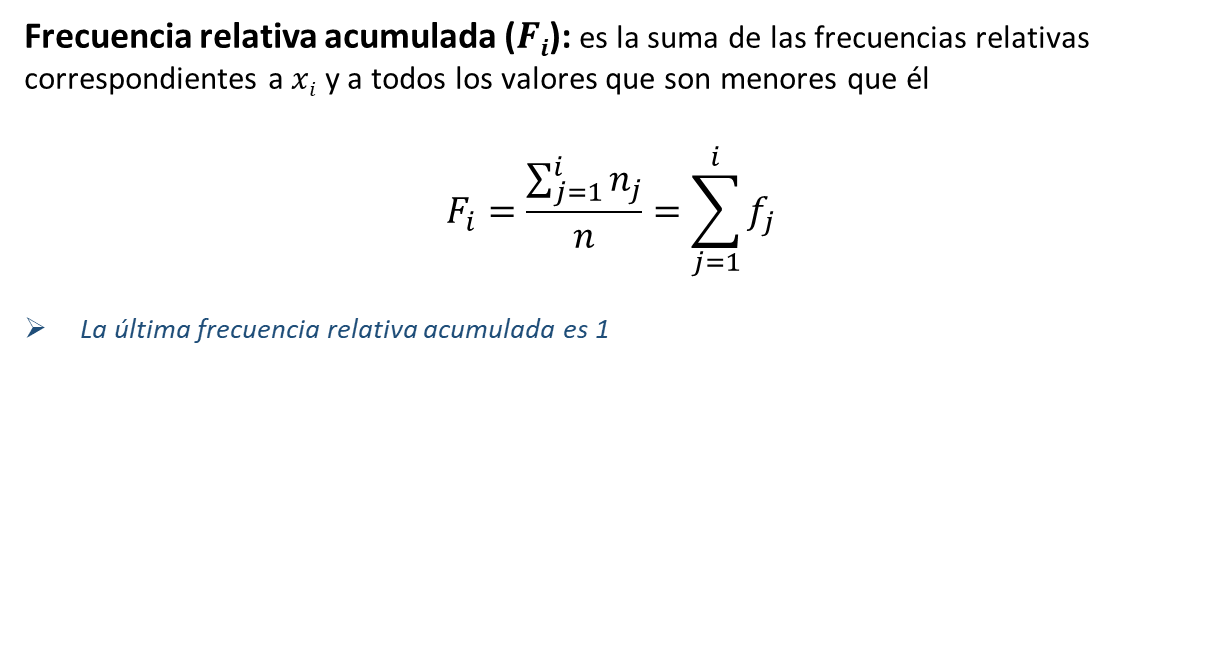 Frecuencia relativa acumulada (𝑭ᵢ): es la suma de las frecuencias relativas
correspondientes a 𝑥ᵢ y a todos los valores que son menores que él
𝐹ᵢ = (∑ⁱⱼ₌₁ 𝑛ⱼ) / 𝑛 = ∑ⁱⱼ₌₁ 𝑓ⱼ
➢ La última frecuencia relativa acumulada es 1